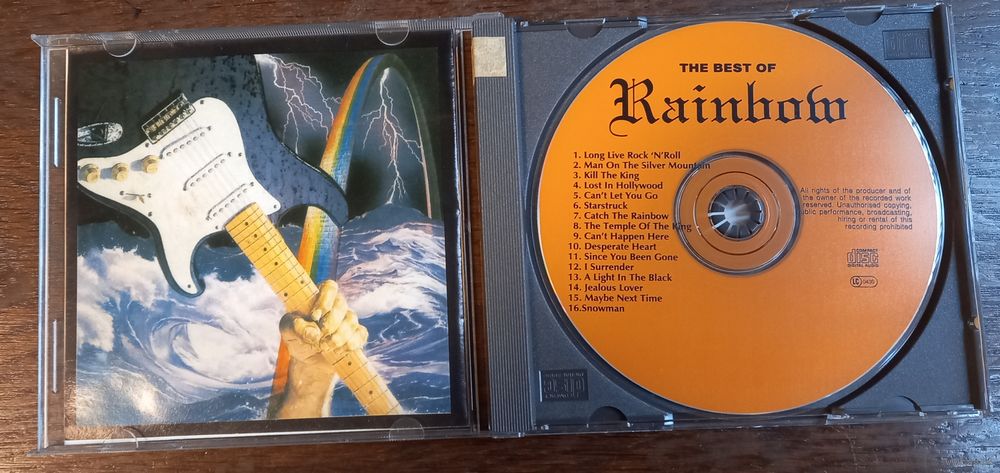 THE BEST OF
Rainbow
1. Long Live Rock 'N'Roll
2. Man On The Silver Mountain
3. Kill The King
4. Lost In Hollywood
5. Can't Let You Go
6. Starstruck
7. Catch The Rainbow
8. The Temple Of The King
9. Can't Happen Here
10. Desperate Heart
11. Since You Been Gone
12. I Surrender
13. A Light In The Black
14. Jealous Lover
15. Maybe Next Time
16.Snowman
All rights of the producer and of
the owner of the recorded work
reserved. Unauthorised copying,
public performance, broadcasting,
hiring or rental of this
recording prohibited
COMPACT
disc
DIGITAL AUDIO
LC